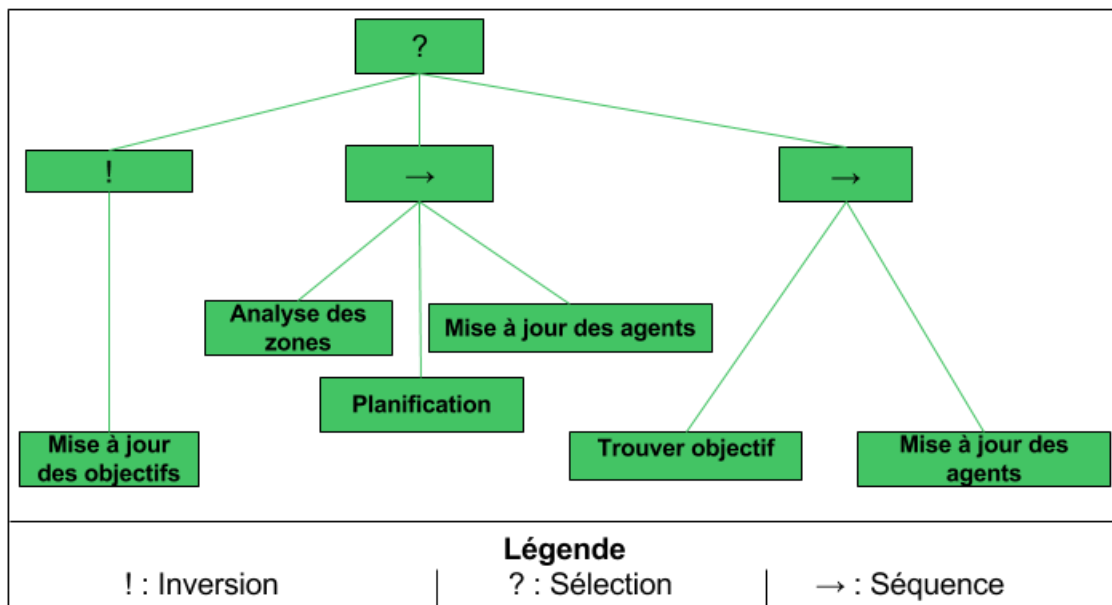 ?
!
→
→
Analyse des
zones
Mise à jour des agents
Planification
Mise à jour
des objectifs
Trouver objectif
Mise à jour des
agents
Légende
! : Inversion | ? : Sélection | → : Séquence